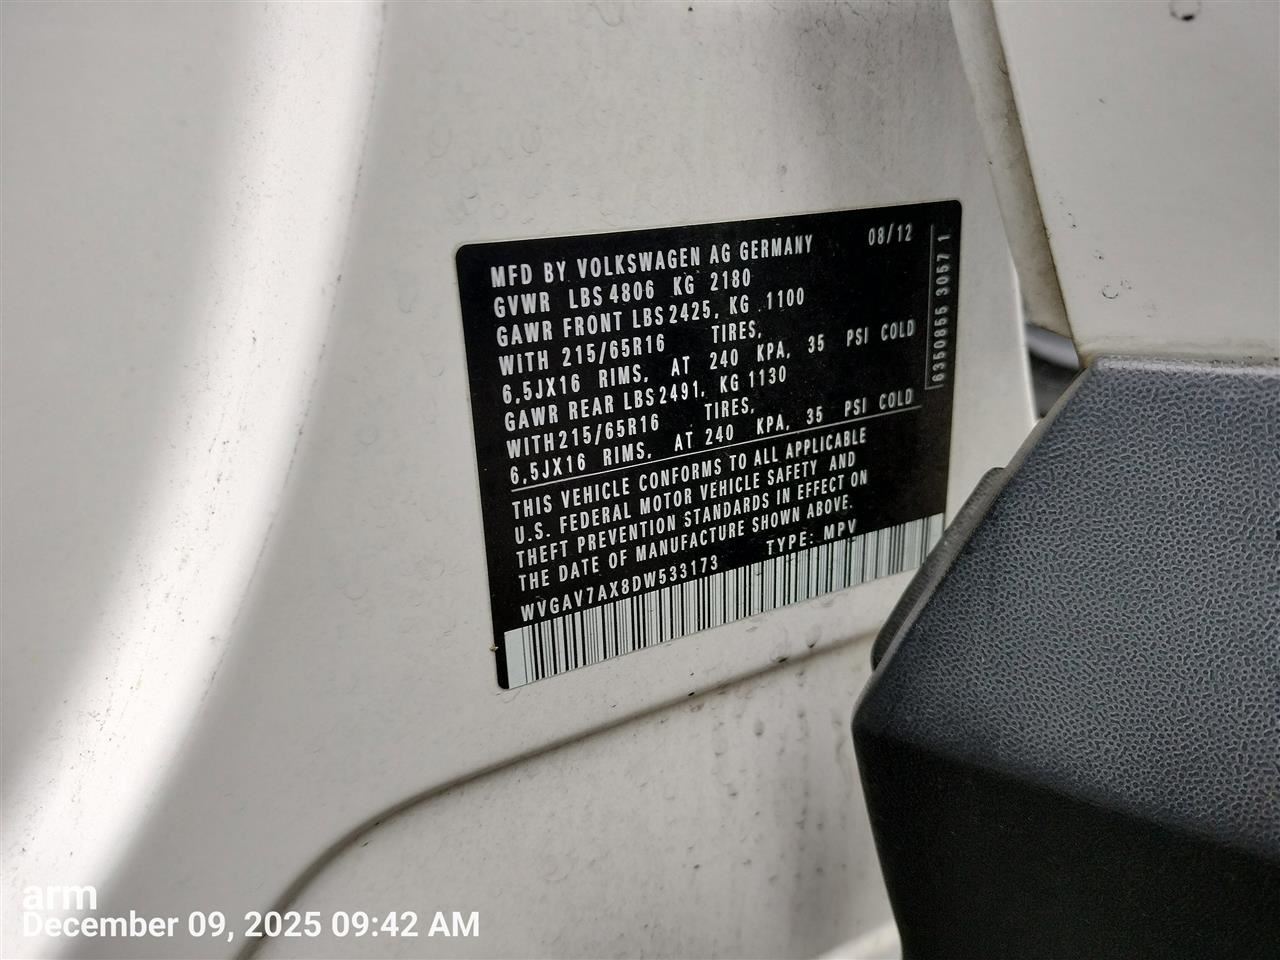 MFD BY VOLKSWAGEN AG GERMANY 08/12
GVWR LBS 4806 KG 2180
GAWR FRONT LBS 2425, KG 1100
WITH 215/65R16 TIRES,
6,5JX16 RIMS, AT 240 KPA, 35 PSI COLD
GAWR REAR LBS 2491, KG 1130
WITH 215/65R16 TIRES,
6,5JX16 RIMS, AT 240 KPA, 35 PSI COLD
THIS VEHICLE CONFORMS TO ALL APPLICABLE
U.S. FEDERAL MOTOR VEHICLE SAFETY AND
THEFT PREVENTION STANDARDS IN EFFECT ON
THE DATE OF MANUFACTURE SHOWN ABOVE.
WVGAV7AX8DW533173 TYPE: MPV
6350855 3057 1
arm
December 09, 2025 09:42 AM